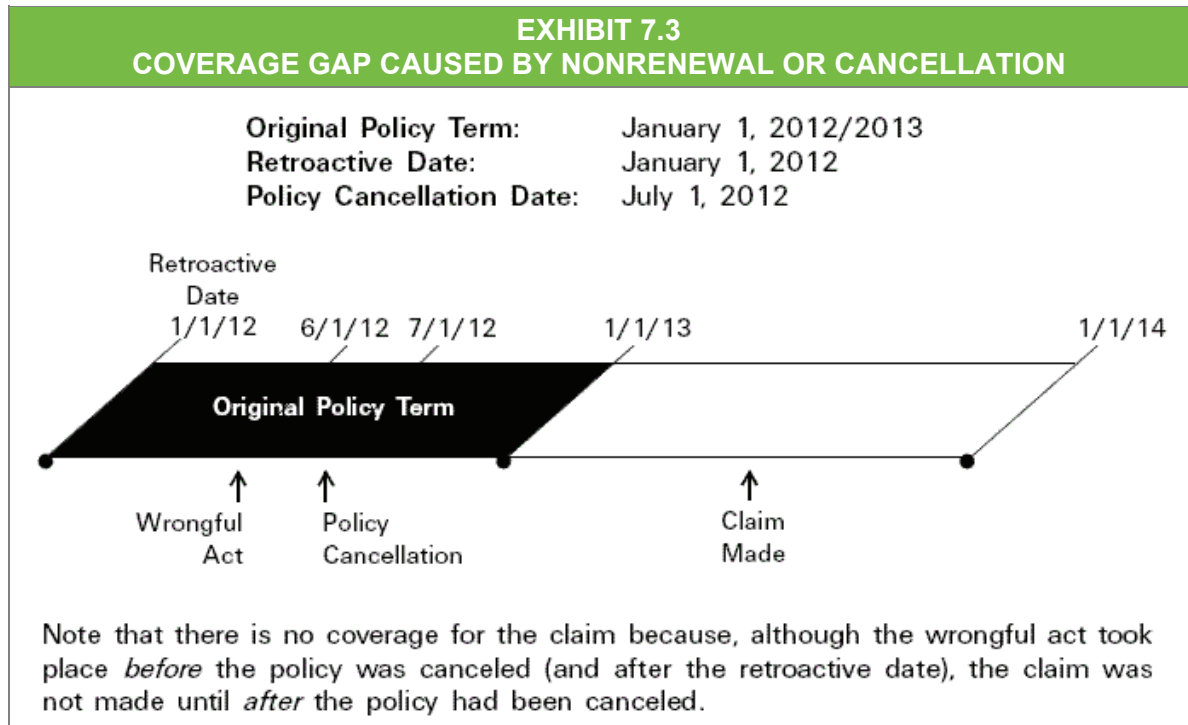 EXHIBIT 7.3
COVERAGE GAP CAUSED BY NONRENEWAL OR CANCELLATION
Original Policy Term: January 1, 2012/2013
Retroactive Date: January 1, 2012
Policy Cancellation Date: July 1, 2012
Retroactive
Date
1/1/12 6/1/12 7/1/12 1/1/13 1/1/14
Original Policy Term
Wrongful Policy Claim
Act Cancellation Made
Note that there is no coverage for the claim because, although the wrongful act took
place before the policy was canceled (and after the retroactive date), the claim was
not made until after the policy had been canceled.